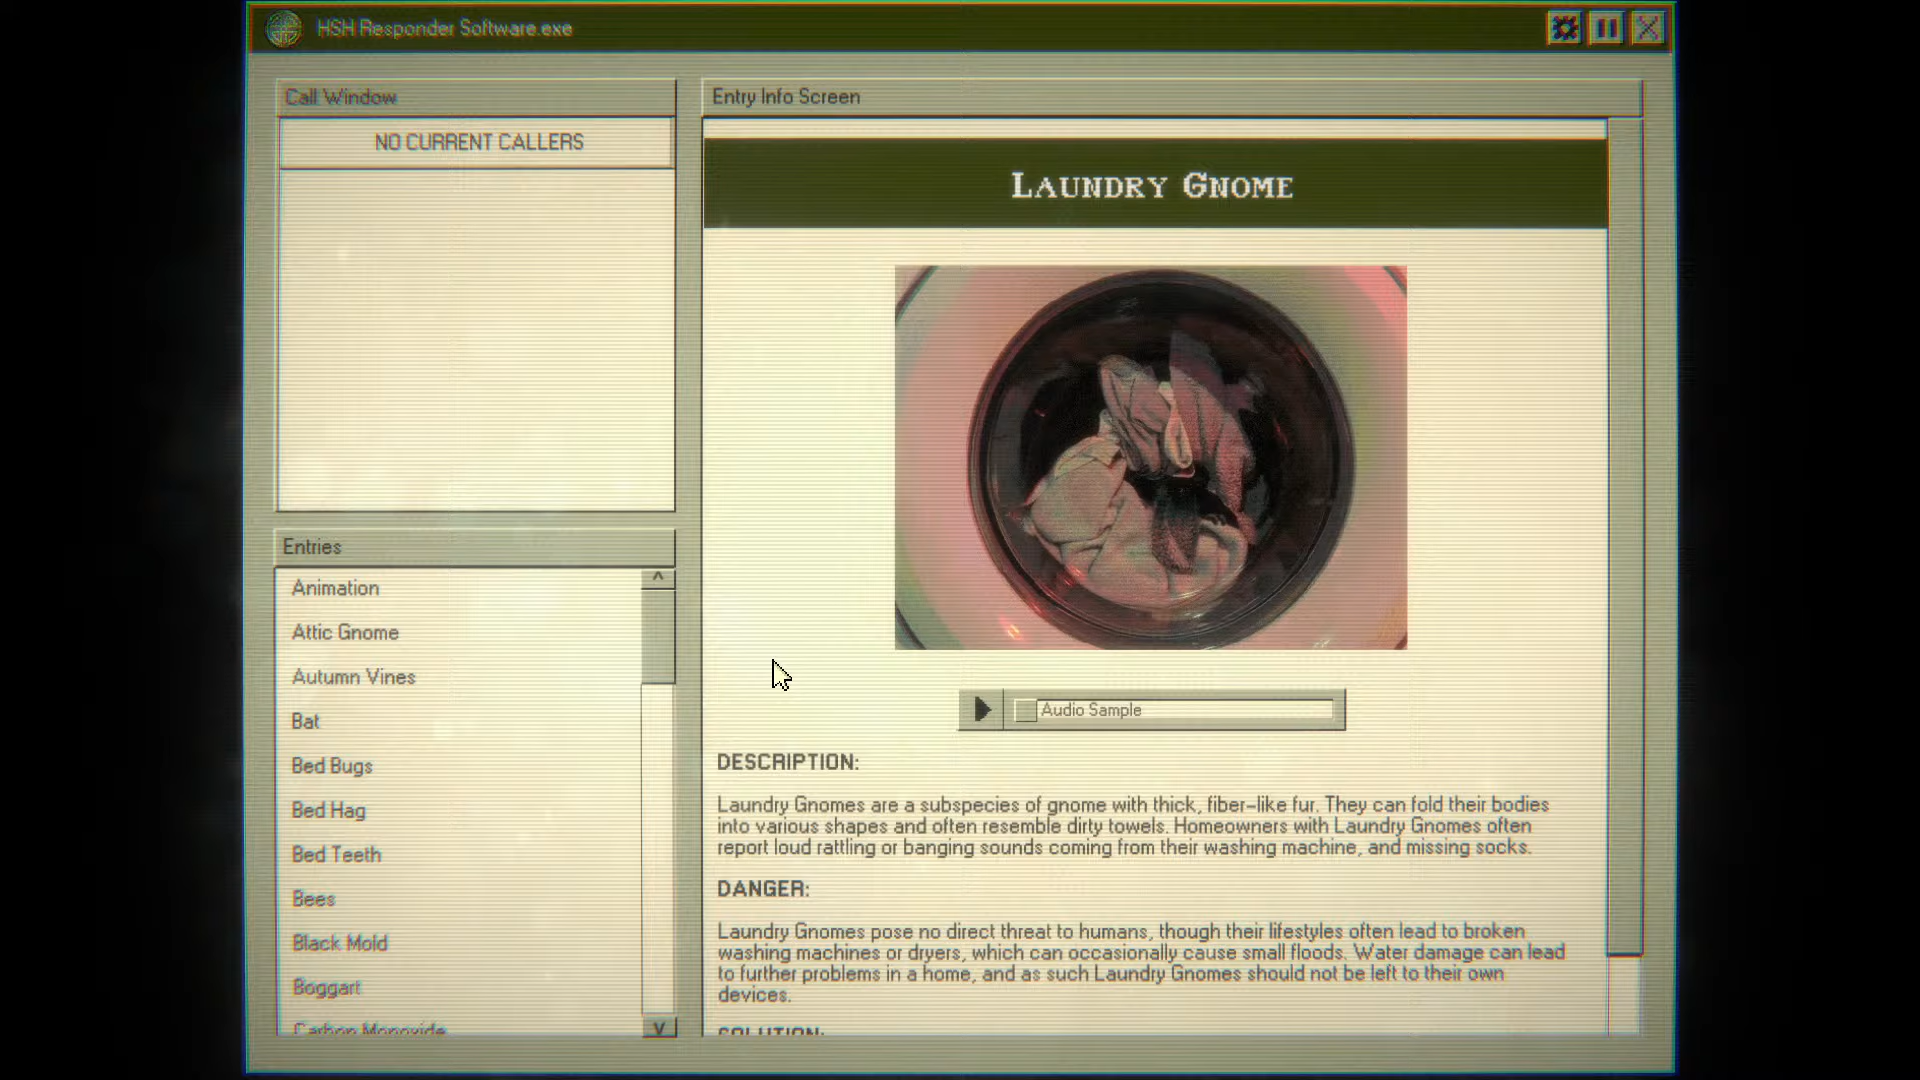 HSH Responder Software.exe
Call Window
NO CURRENT CALLERS
Entries
Animation
Attic Gnome
Autumn Vines
Bat
Bed Bugs
Bed Hag
Bed Teeth
Bees
Black Mold
Boggart
Carbon Monoxide
Entry Info Screen
LAUNDRY GNOME
Audio Sample
DESCRIPTION:
Laundry Gnomes are a subspecies of gnome with thick, fiber-like fur. They can fold their bodies
into various shapes and often resemble dirty towels. Homeowners with Laundry Gnomes often
report loud rattling or banging sounds coming from their washing machine, and missing socks.
DANGER:
Laundry Gnomes pose no direct threat to humans, though their lifestyles often lead to broken
washing machines or dryers, which can occasionally cause small floods. Water damage can lead
to further problems in a home, and as such Laundry Gnomes should not be left to their own
devices.
SOLUTION: